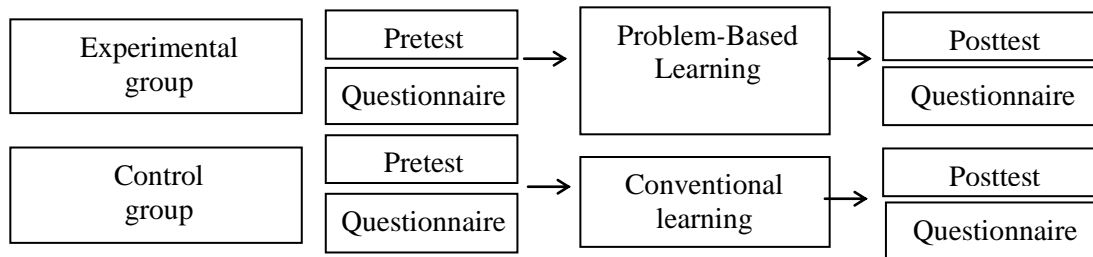 Experimental
group
Pretest
Questionnaire
Problem-Based
Learning
Posttest
Questionnaire
Control
group
Pretest
Questionnaire
Conventional
learning
Posttest
Questionnaire